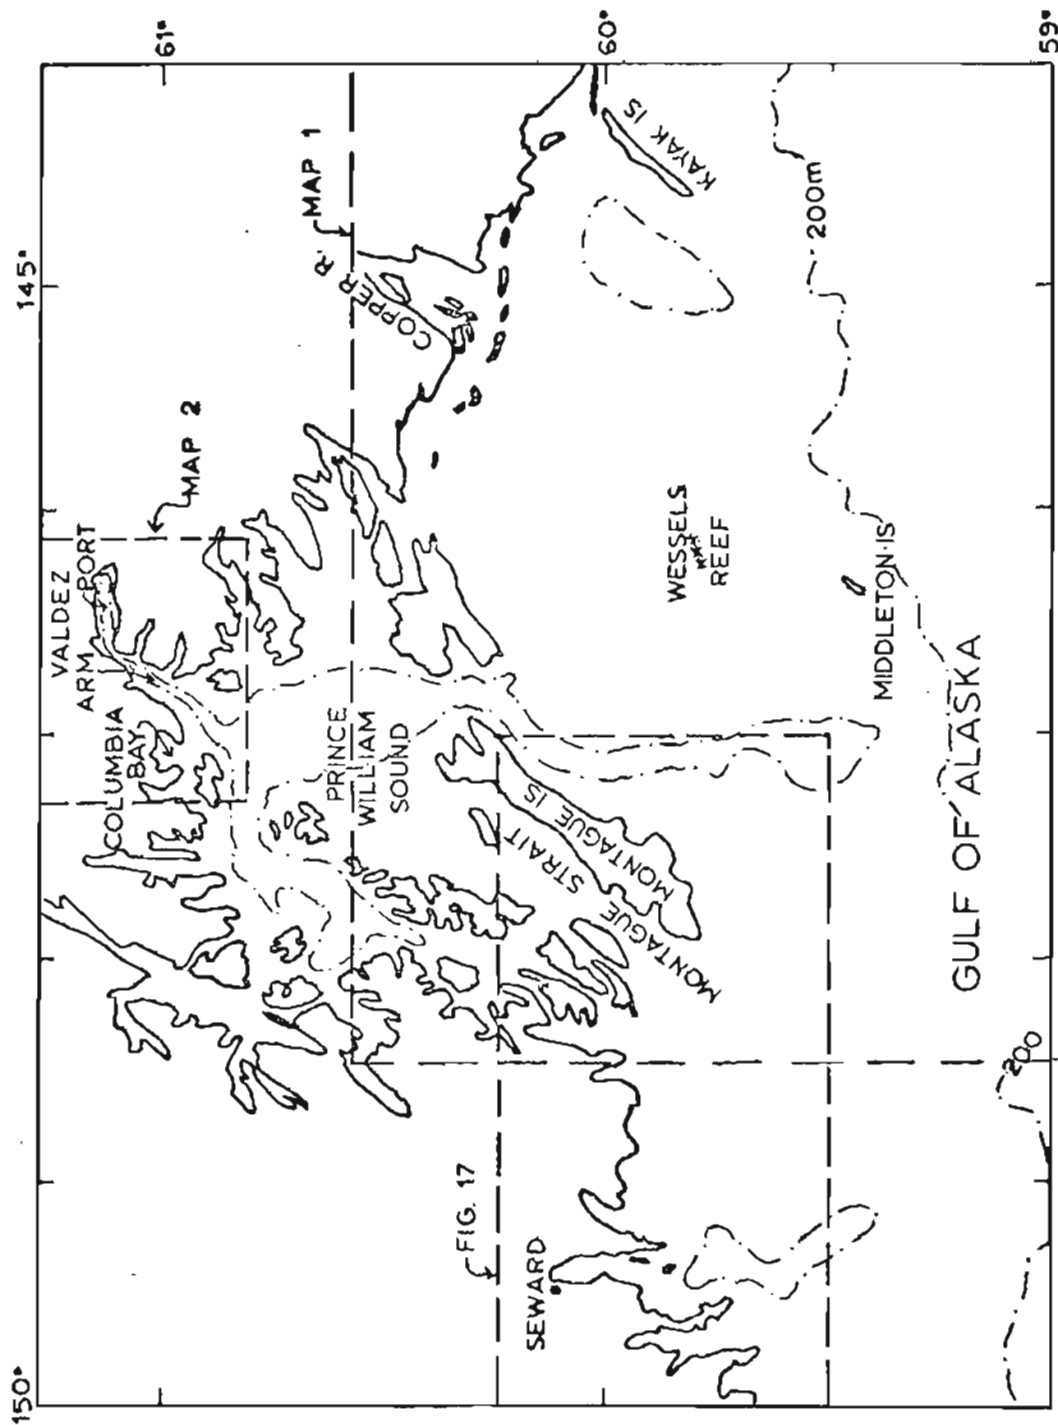 150°
145°
61°
60°
59°
VALDEZ
ARM PORT
MAP 2
COLUMBIA
BAY
MAP 1
COPPER R
PRINCE
WILLIAM
SOUND
FIG. 17
SEWARD
MONTAGUE STRAIT
MONTAGUE IS
KAYAK IS
WESSELS
REEF
200m
MIDDLETON IS
GULF OF ALASKA
200